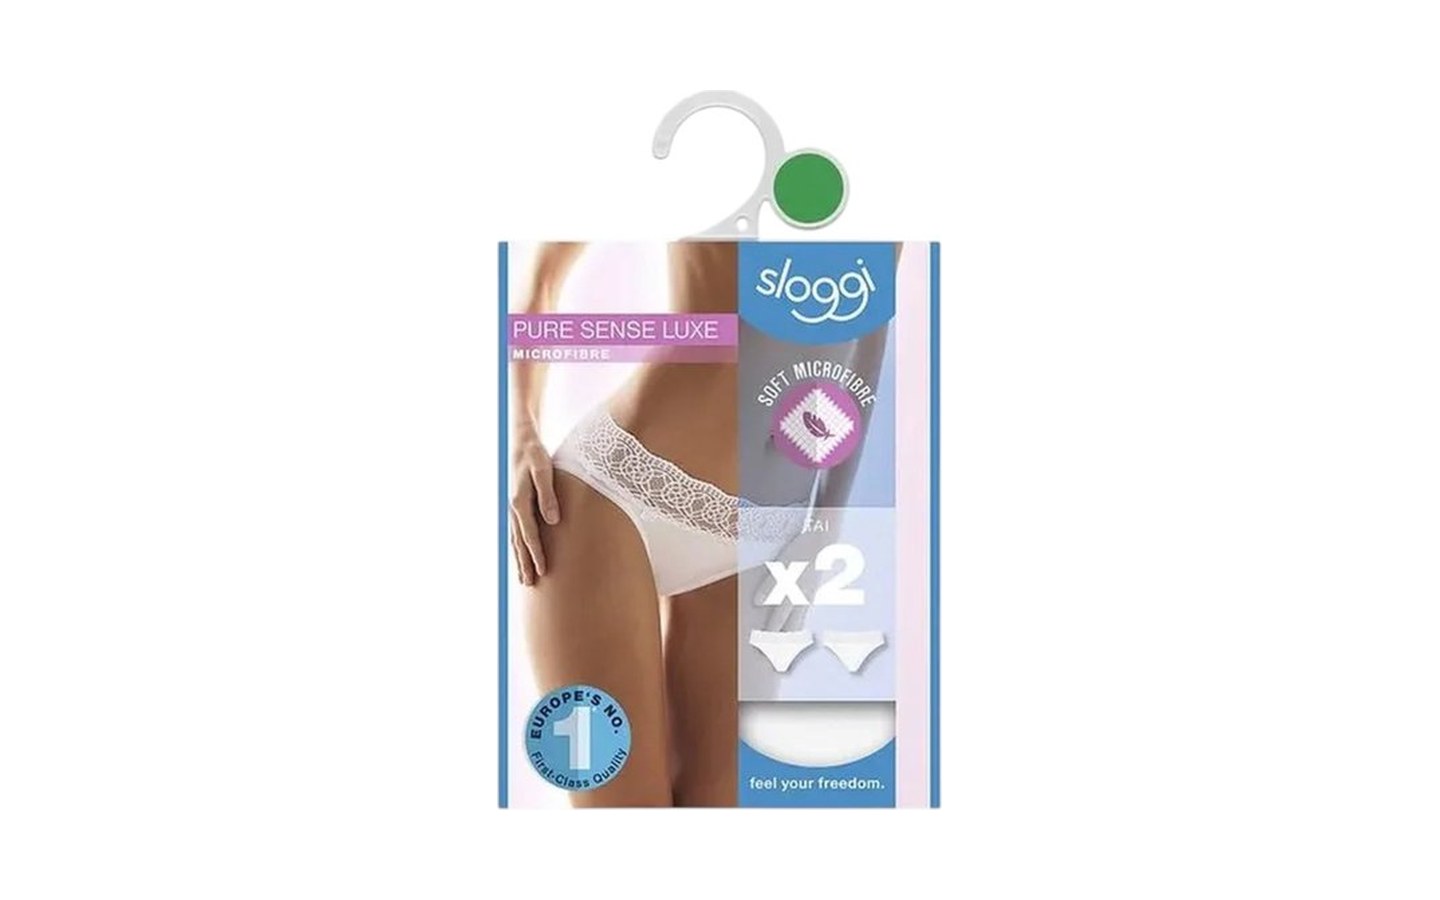 sloggi
PURE SENSE LUXE
MICROFIBRE
SOFT MICROFIBRE
TAI
x2
EUROPE'S NO.
1
First-Class Quality
feel your freedom.